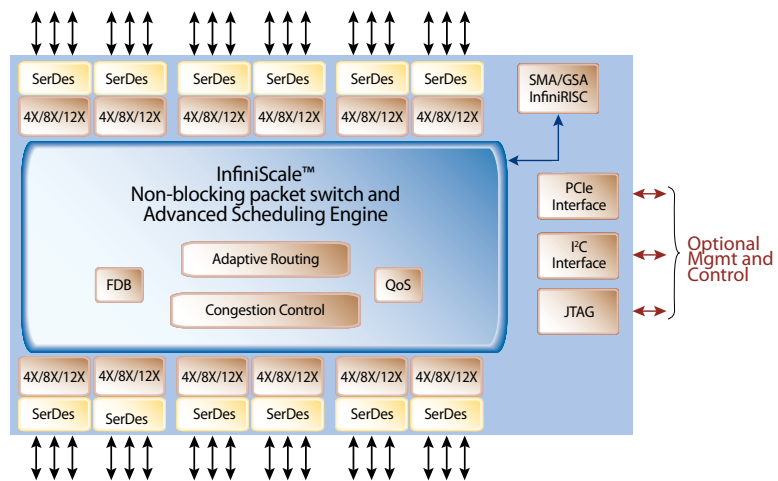 SerDes SerDes SerDes SerDes SerDes SerDes
4X/8X/12X 4X/8X/12X 4X/8X/12X 4X/8X/12X 4X/8X/12X 4X/8X/12X
SMA/GSA
InfiniRISC
InfiniScale™
Non-blocking packet switch and
Advanced Scheduling Engine
Adaptive Routing
FDB
QoS
Congestion Control
PCIe
Interface
I²C
Interface
JTAG
Optional
Mgmt and
Control
4X/8X/12X 4X/8X/12X 4X/8X/12X 4X/8X/12X 4X/8X/12X 4X/8X/12X
SerDes SerDes SerDes SerDes SerDes SerDes